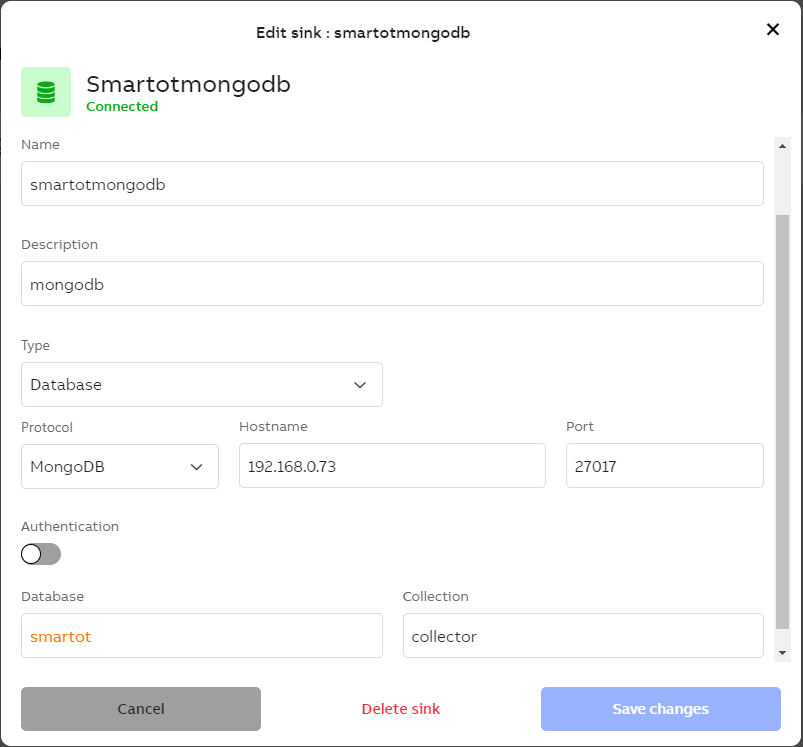 Edit sink : smartotmongodb
Smartotmongodb
Connected
Name
smartotmongodb
Description
mongodb
Type
Database
Protocol Hostname Port
MongoDB 192.168.0.73 27017
Authentication
Database Collection
smartot collector
Cancel Delete sink Save changes